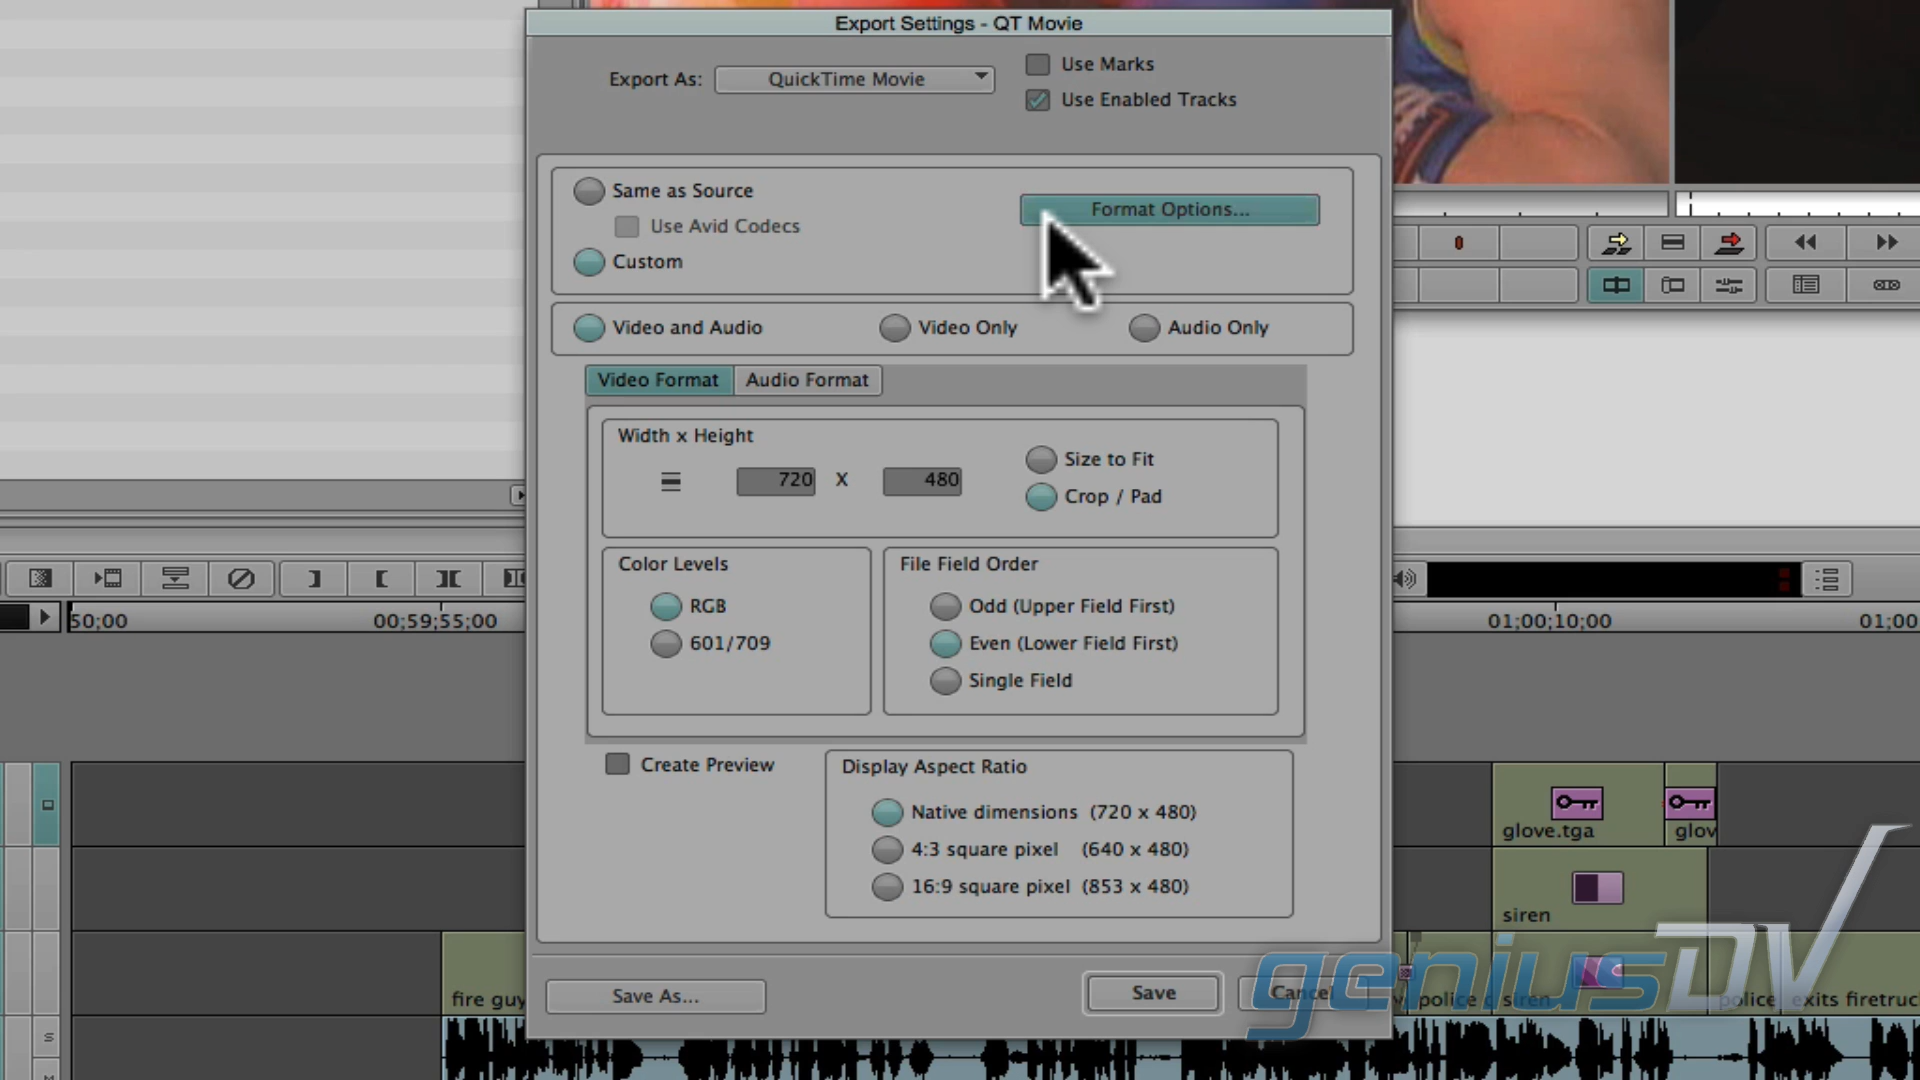 Export Settings - QT Movie
Export As: QuickTime Movie
Use Marks
Use Enabled Tracks
Same as Source
Use Avid Codecs
Custom
Format Options...
Video and Audio
Video Only
Audio Only
Video Format
Audio Format
Width x Height
720 X 480
Size to Fit
Crop / Pad
Color Levels
RGB
601/709
File Field Order
Odd (Upper Field First)
Even (Lower Field First)
Single Field
50;00
00;59;55;00
01;00;10;00
01;00
Create Preview
Display Aspect Ratio
Native dimensions (720 x 480)
4:3 square pixel (640 x 480)
16:9 square pixel (853 x 480)
glove.tga
glov
siren
fire guy
police
siren
police exits firetruc
S
Save As...
Save
Cancel
geniusDV